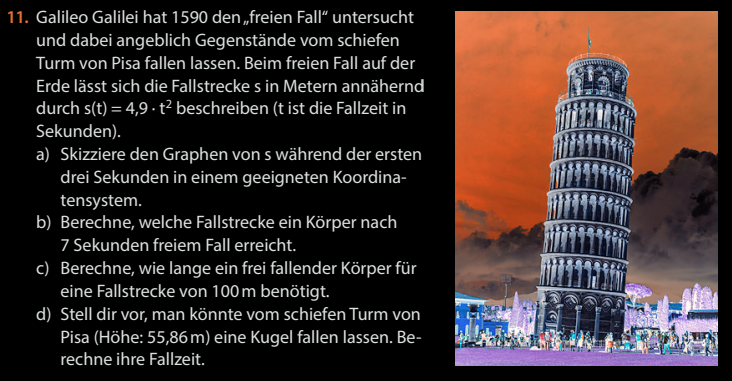 11. Galileo Galilei hat 1590 den „freien Fall“ untersucht
und dabei angeblich Gegenstände vom schiefen
Turm von Pisa fallen lassen. Beim freien Fall auf der
Erde lässt sich die Fallstrecke s in Metern annähernd
durch s(t) = 4,9 · t² beschreiben (t ist die Fallzeit in
Sekunden).
a) Skizziere den Graphen von s während der ersten
drei Sekunden in einem geeigneten Koordina-
tensystem.
b) Berechne, welche Fallstrecke ein Körper nach
7 Sekunden freiem Fall erreicht.
c) Berechne, wie lange ein frei fallender Körper für
eine Fallstrecke von 100 m benötigt.
d) Stell dir vor, man könnte vom schiefen Turm von
Pisa (Höhe: 55,86 m) eine Kugel fallen lassen. Be-
rechne ihre Fallzeit.